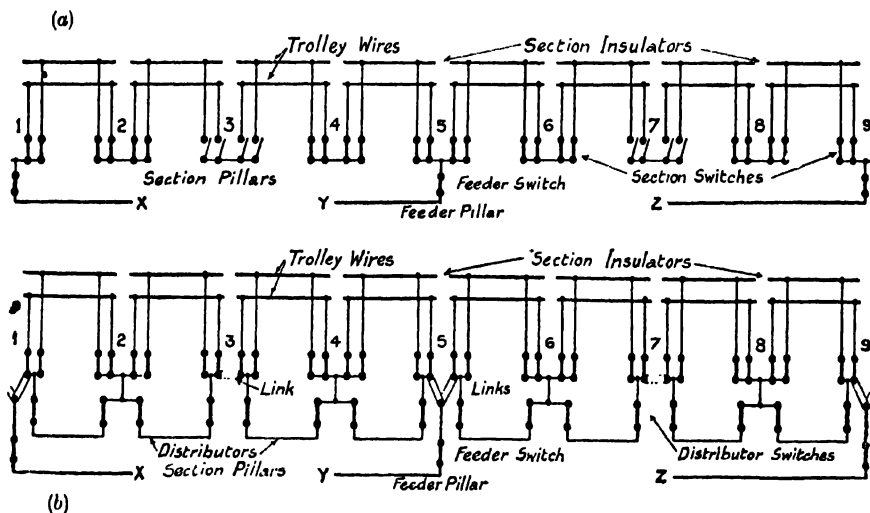 (a)
Trolley Wires Section Insulators
1 2 3 4 5 6 7 8 9
Section Pillars Feeder Switch Section Switches
X Y Feeder Pillar Z
Trolley Wires Section Insulators
1 2 3 4 5 6 7 8 9
Link Links
Distributors
Section Pillars Feeder Switch Distributor Switches
X Y Feeder Pillar Z
(b)